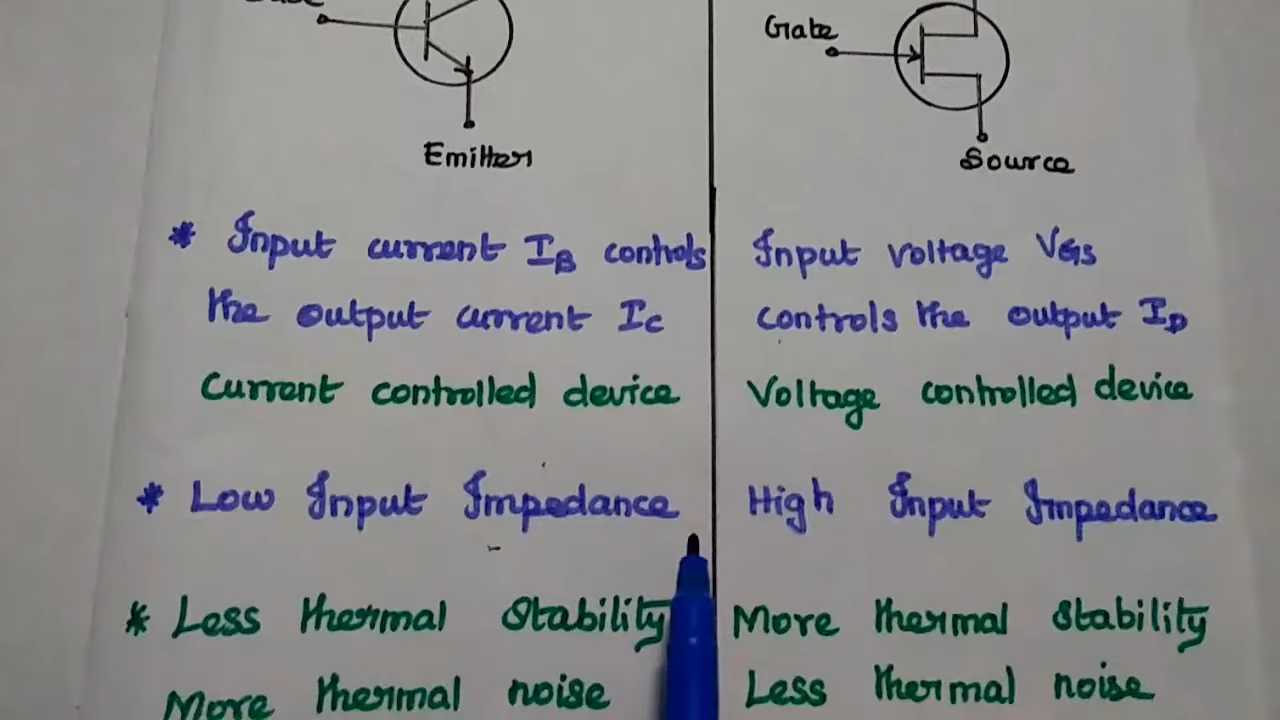 Gate
Emitter
Source
* Input current IB controls
the output current Ic
Current controlled device
Input voltage VGS
controls the output ID
Voltage controlled device
* Low Input Impedance
High Input Impedance
* Less thermal stability
More thermal noise
More thermal stability
Less thermal noise